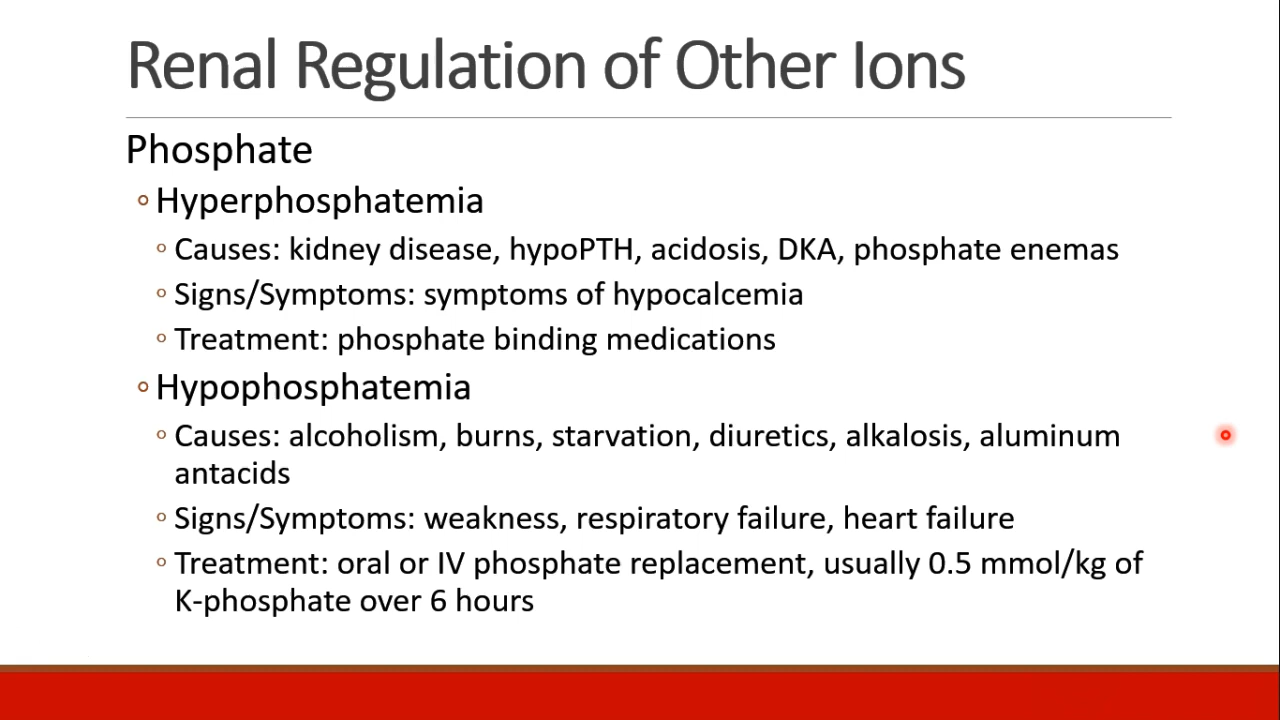 Renal Regulation of Other Ions
Phosphate
◦Hyperphosphatemia
◦Causes: kidney disease, hypoPTH, acidosis, DKA, phosphate enemas
◦Signs/Symptoms: symptoms of hypocalcemia
◦Treatment: phosphate binding medications
◦Hypophosphatemia
◦Causes: alcoholism, burns, starvation, diuretics, alkalosis, aluminum
antacids
◦Signs/Symptoms: weakness, respiratory failure, heart failure
◦Treatment: oral or IV phosphate replacement, usually 0.5 mmol/kg of
K-phosphate over 6 hours